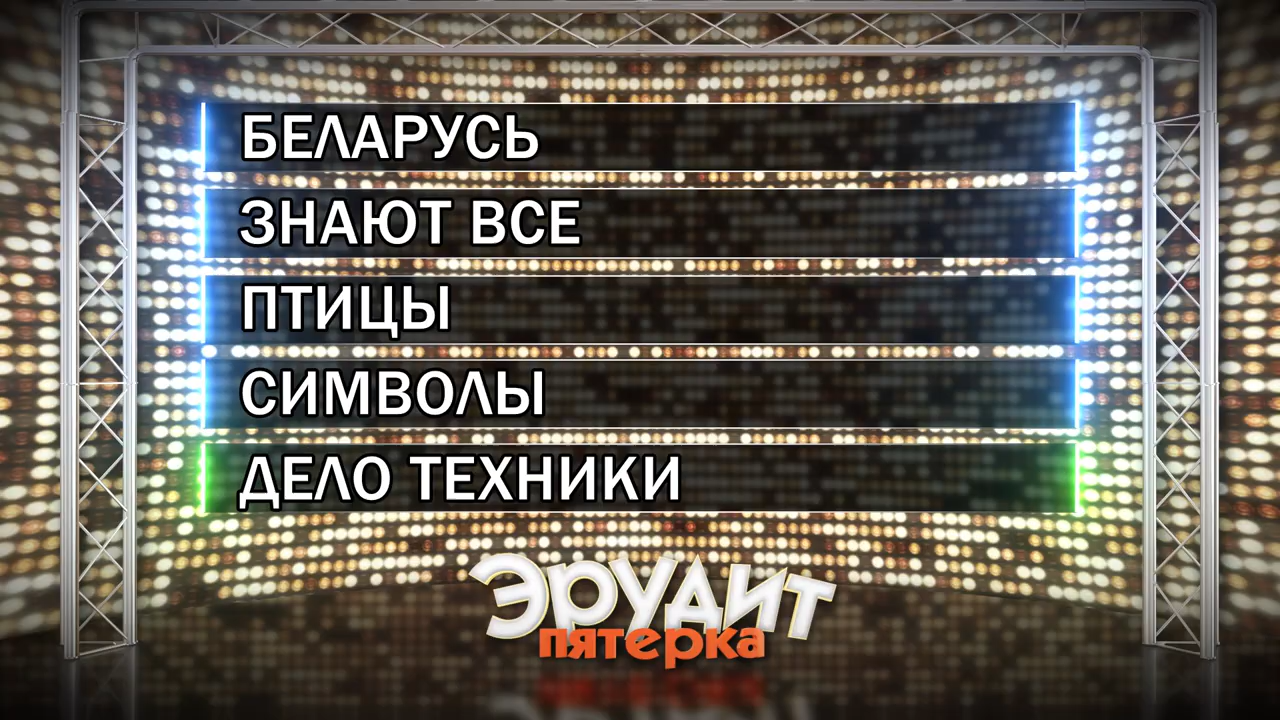 БЕЛАРУСЬ
ЗНАЮТ ВСЕ
ПТИЦЫ
СИМВОЛЫ
ДЕЛО ТЕХНИКИ
Эрудит
пятерка